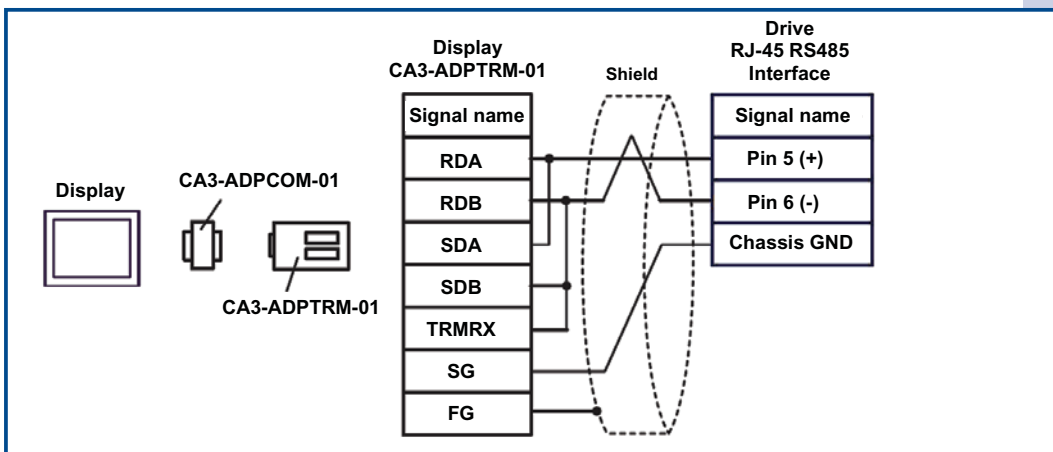 Display
CA3-ADPCOM-01
CA3-ADPTRM-01
Display
CA3-ADPTRM-01
Signal name
RDA
RDB
SDA
SDB
TRMRX
SG
FG
Shield
Drive
RJ-45 RS485
Interface
Signal name
Pin 5 (+)
Pin 6 (-)
Chassis GND